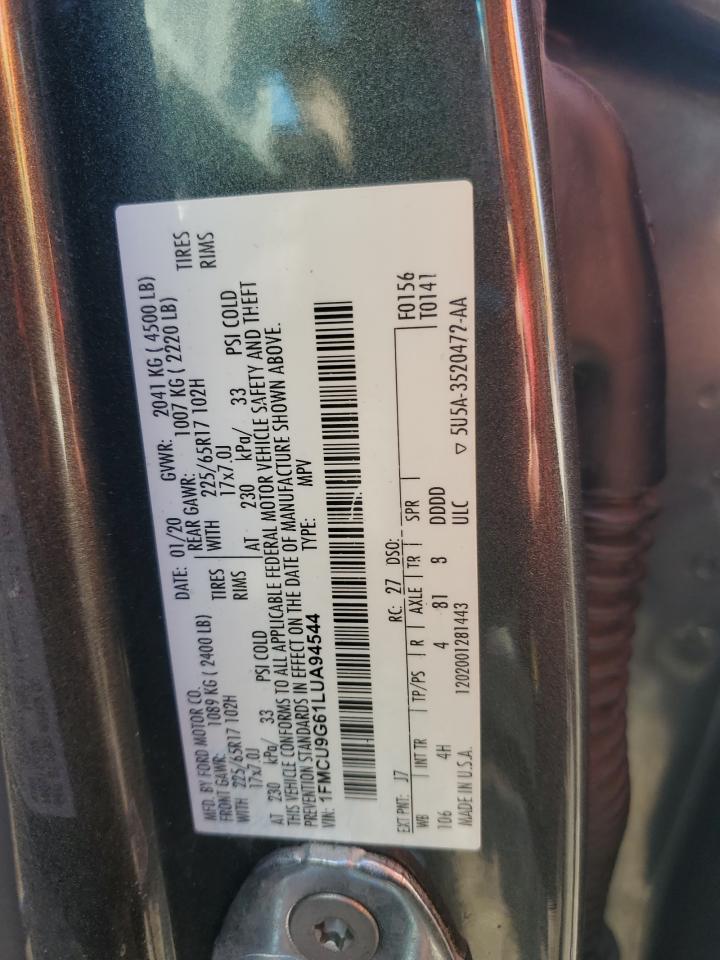 MFD. BY FORD MOTOR CO.
DATE: 01/20 GVWR: 2041 KG ( 4500 LB)
FRONT GAWR: 1089 KG ( 2400 LB) REAR GAWR: 1007 KG ( 2220 LB)
WITH 225/65R17 102H TIRES WITH 225/65R17 102H TIRES
17x7.0J RIMS 17x7.0J RIMS
AT 230 kPa/ 33 PSI COLD AT 230 kPa/ 33 PSI COLD
THIS VEHICLE CONFORMS TO ALL APPLICABLE FEDERAL MOTOR VEHICLE SAFETY AND THEFT
PREVENTION STANDARDS IN EFFECT ON THE DATE OF MANUFACTURE SHOWN ABOVE.
VIN: 1FMCU9G61LUA94544 TYPE: MPV
F0156
T0141
EXT PNT: J7 RC: 27 DSO:
WB INT TR TP/PS R AXLE TR SPR
106 4H 4 81 B DDDD
MADE IN U.S.A. 1202001281443 ULC ▽ 5U5A-3520472-AA